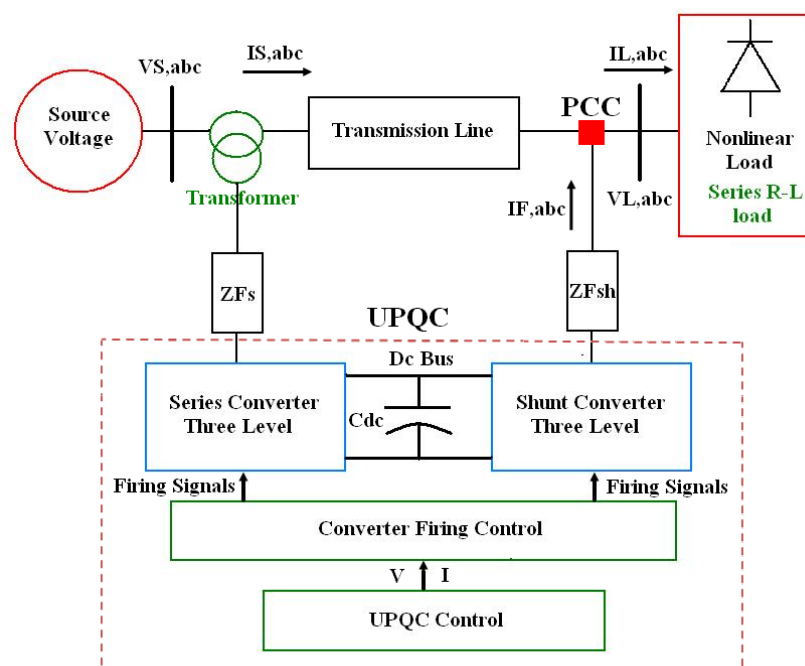 VS,abc
IS,abc
IL,abc
Source
Voltage
Transmission Line
PCC
Nonlinear
Load
Series R-L
load
Transformer
IF,abc
VL,abc
ZFs
ZFsh
UPQC
Dc Bus
Series Converter
Three Level
Cdc
Shunt Converter
Three Level
Firing Signals
Firing Signals
Converter Firing Control
V
I
UPQC Control